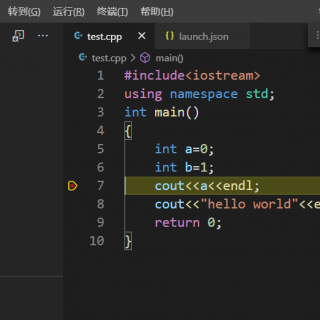 转到(G) 运行(R) 终端(T) 帮助(H)
test.cpp launch.json
test.cpp > main()
1 #include<iostream>
2 using namespace std;
3 int main()
4 {
5 int a=0;
6 int b=1;
7 cout<<a<<endl;
8 cout<<"hello world"<<e
9 return 0;
10 }